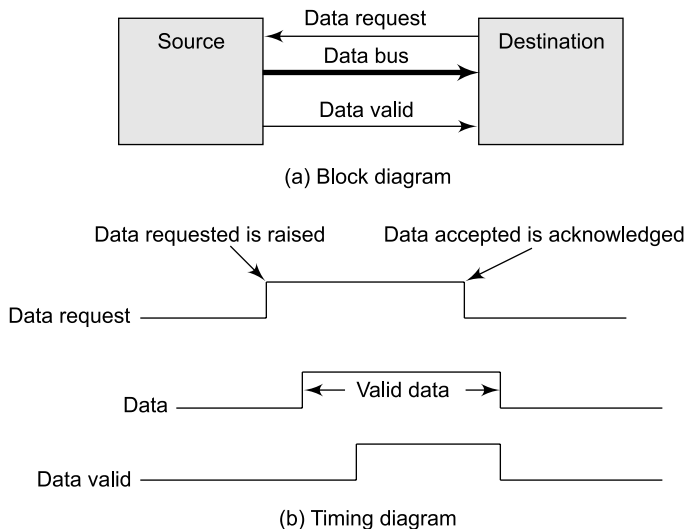 Data request
Source
Destination
Data bus
Data valid
(a) Block diagram
Data requested is raised
Data accepted is acknowledged
Data request
Valid data
Data
Data valid
(b) Timing diagram